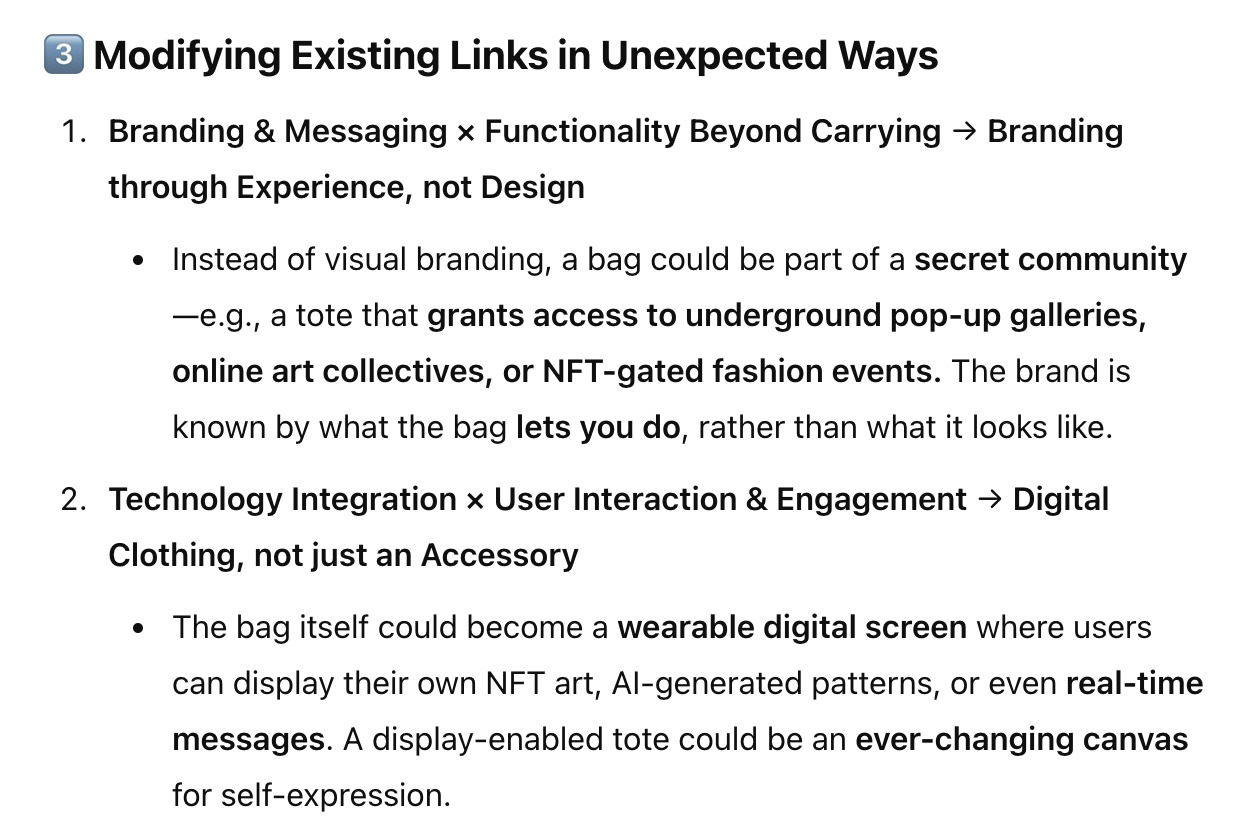 3 Modifying Existing Links in Unexpected Ways
1. Branding & Messaging × Functionality Beyond Carrying → Branding
through Experience, not Design
• Instead of visual branding, a bag could be part of a secret community
—e.g., a tote that grants access to underground pop-up galleries,
online art collectives, or NFT-gated fashion events. The brand is
known by what the bag lets you do, rather than what it looks like.
2. Technology Integration × User Interaction & Engagement → Digital
Clothing, not just an Accessory
• The bag itself could become a wearable digital screen where users
can display their own NFT art, AI-generated patterns, or even real-time
messages. A display-enabled tote could be an ever-changing canvas
for self-expression.